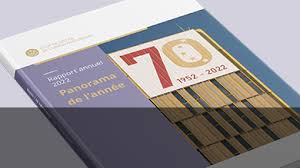 Rapport annuel
2022
Panorama
de l'année
70
1952 - 2022